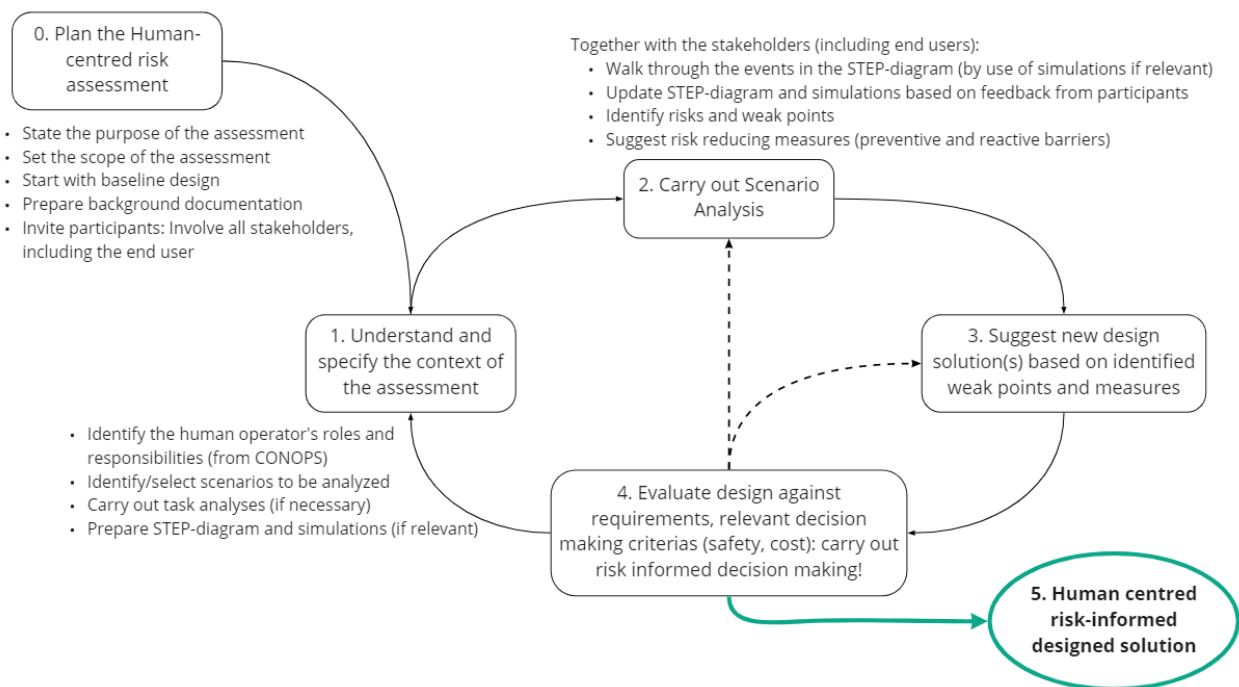 0. Plan the Human-
centred risk
assessment
• State the purpose of the assessment
• Set the scope of the assessment
• Start with baseline design
• Prepare background documentation
• Invite participants: Involve all stakeholders,
including the end user
Together with the stakeholders (including end users):
• Walk through the events in the STEP-diagram (by use of simulations if relevant)
• Update STEP-diagram and simulations based on feedback from participants
• Identify risks and weak points
• Suggest risk reducing measures (preventive and reactive barriers)
2. Carry out Scenario
Analysis
1. Understand and
specify the context of
the assessment
• Identify the human operator's roles and
responsibilities (from CONOPS)
• Identify/select scenarios to be analyzed
• Carry out task analyses (if necessary)
• Prepare STEP-diagram and simulations (if relevant)
3. Suggest new design
solution(s) based on identified
weak points and measures
4. Evaluate design against
requirements, relevant decision
making criterias (safety, cost): carry out
risk informed decision making!
5. Human centred
risk-informed
designed solution